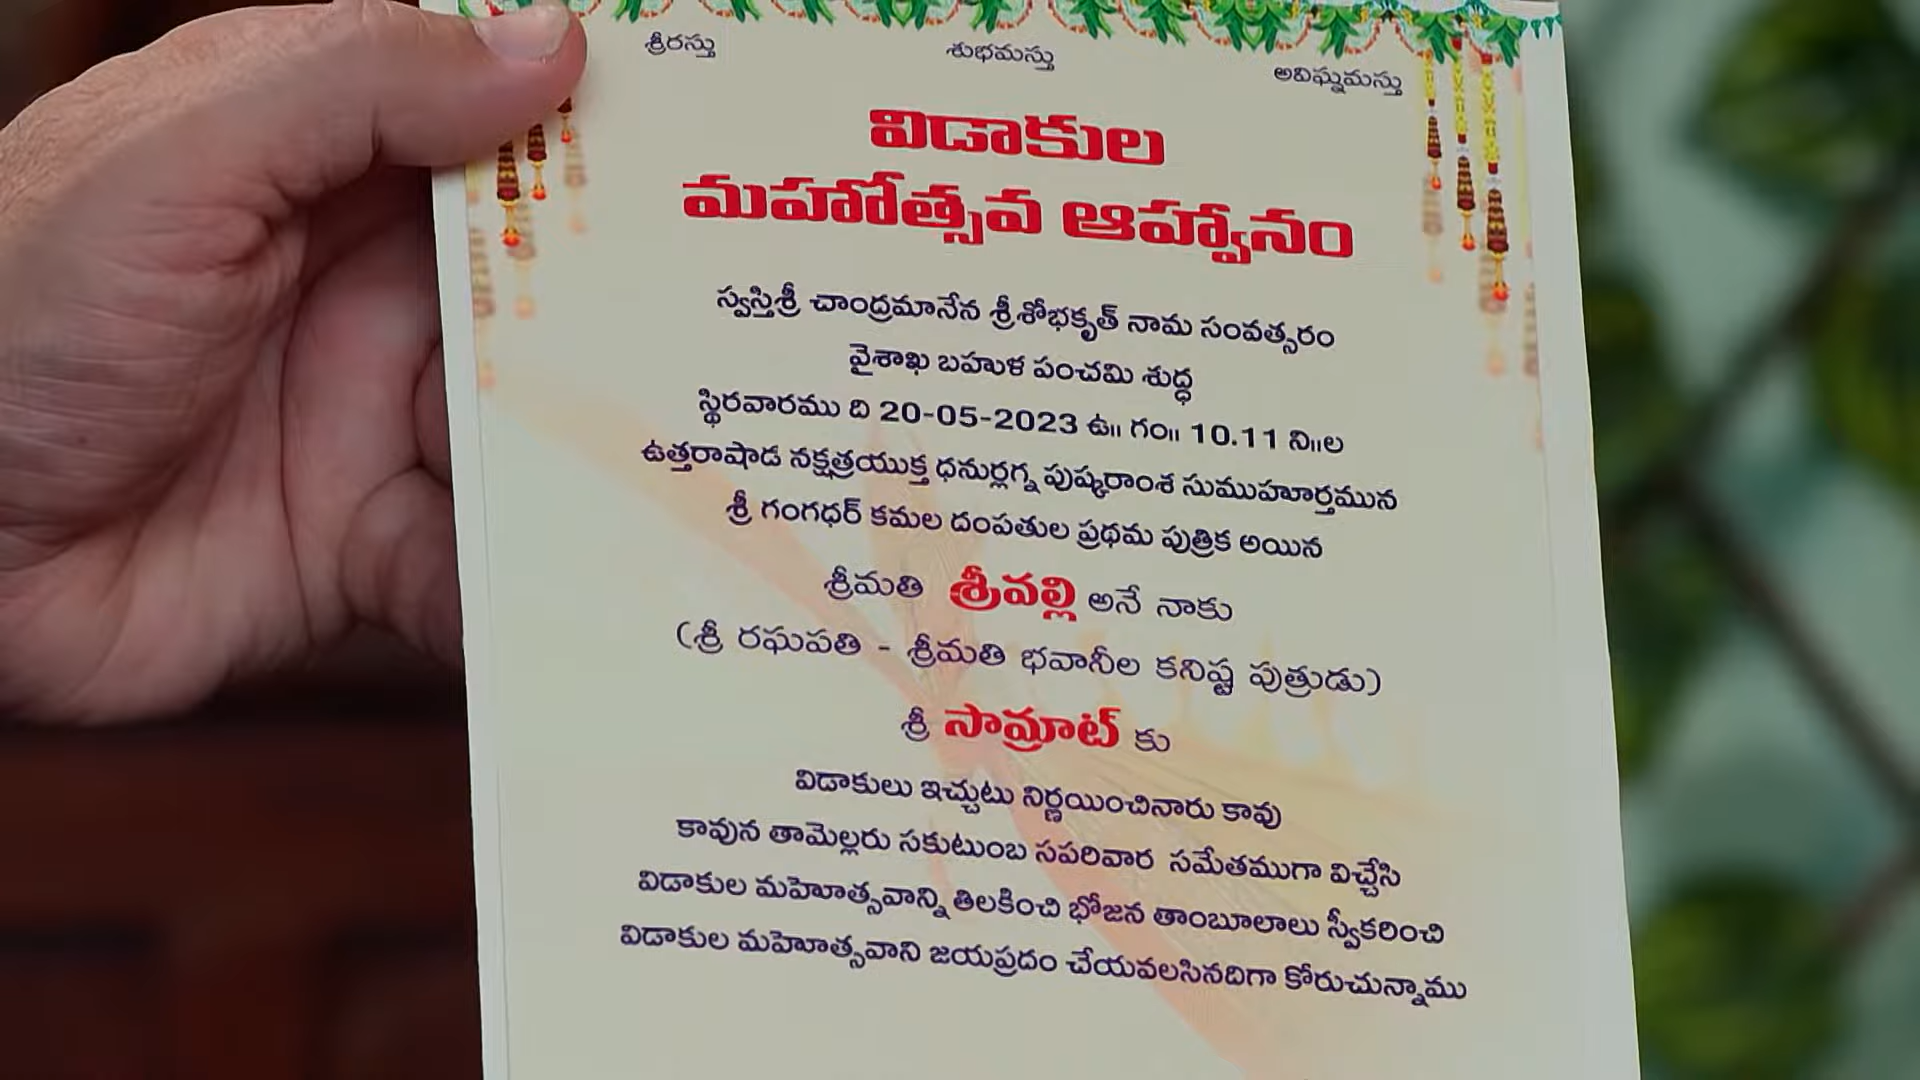 శ్రీరస్తు శుభమస్తు అవిఘ్నమస్తు
విడాకుల
మహోత్సవ ఆహ్వానం
స్వస్తిశ్రీ చాంద్రమానేన శ్రీశోభకృత్ నామ సంవత్సరం
వైశాఖ బహుళ పంచమి శుద్ధ
స్థిరవారము ది 20-05-2023 ఉ॥ గం॥ 10.11 ని॥ల
ఉత్తరాషాడ నక్షత్రయుక్త ధనుర్లగ్న పుష్కరాంశ సుముహూర్తమున
శ్రీ గంగధర్ కమల దంపతుల ప్రథమ పుత్రిక అయిన
శ్రీమతి శ్రీవల్లి అనే నాకు
(శ్రీ రఘపతి - శ్రీమతి భవానీల కనిష్ట పుత్రుడు)
శ్రీ సామ్రాట్ కు
విడాకులు ఇచ్చుటు నిర్ణయించినారు కావు
కావున తామెల్లరు సకుటుంబ సపరివార సమేతముగా విచ్చేసి
విడాకుల మహెూత్సవాన్ని తిలకించి భోజన తాంబూలాలు స్వీకరించి
విడాకుల మహెూత్సవాని జయప్రదం చేయవలసినదిగా కోరుచున్నాము